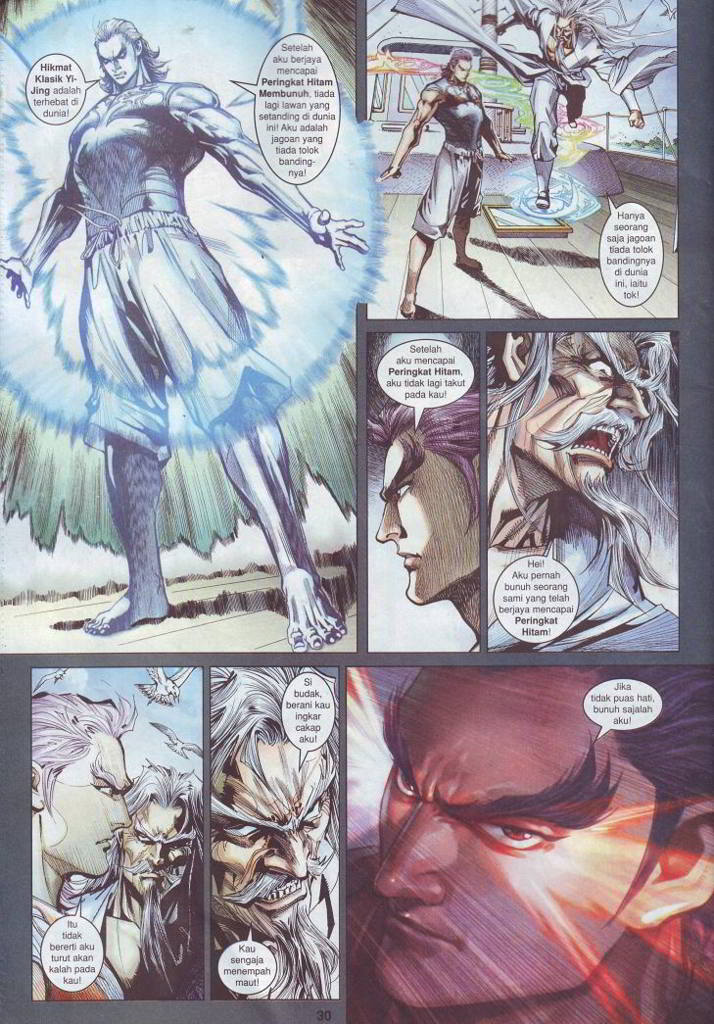 Hikmat
Klasik Yi-
Jing adalah
terhebat di
dunia!
Setelah
aku berjaya
mencapai
Peringkat Hitam
Membunuh, tiada
lagi lawan yang
setanding di dunia
ini! Aku adalah
jagoan yang
tiada tolok
banding-
nya!
Hanya
seorang
saja jagoan
tolok
bandingnya
di dunia
ini, iaitu
tok!
Setelah
aku mencapai
Peringkat Hitam,
aku tidak lagi takut
pada kau!
Hei!
Aku pernah
bunuh seorang
sami yang telah
berjaya mencapai
Peringkat
Hitam!
Itu
tidak
bererti aku
turut akan
kalah pada
kau!
Si
budak,
berani kau
ingkar
cakap
aku!
Kau
sengaja
menempah
maut!
Jika
tidak puas hati,
bunuh sajalah
aku!
30